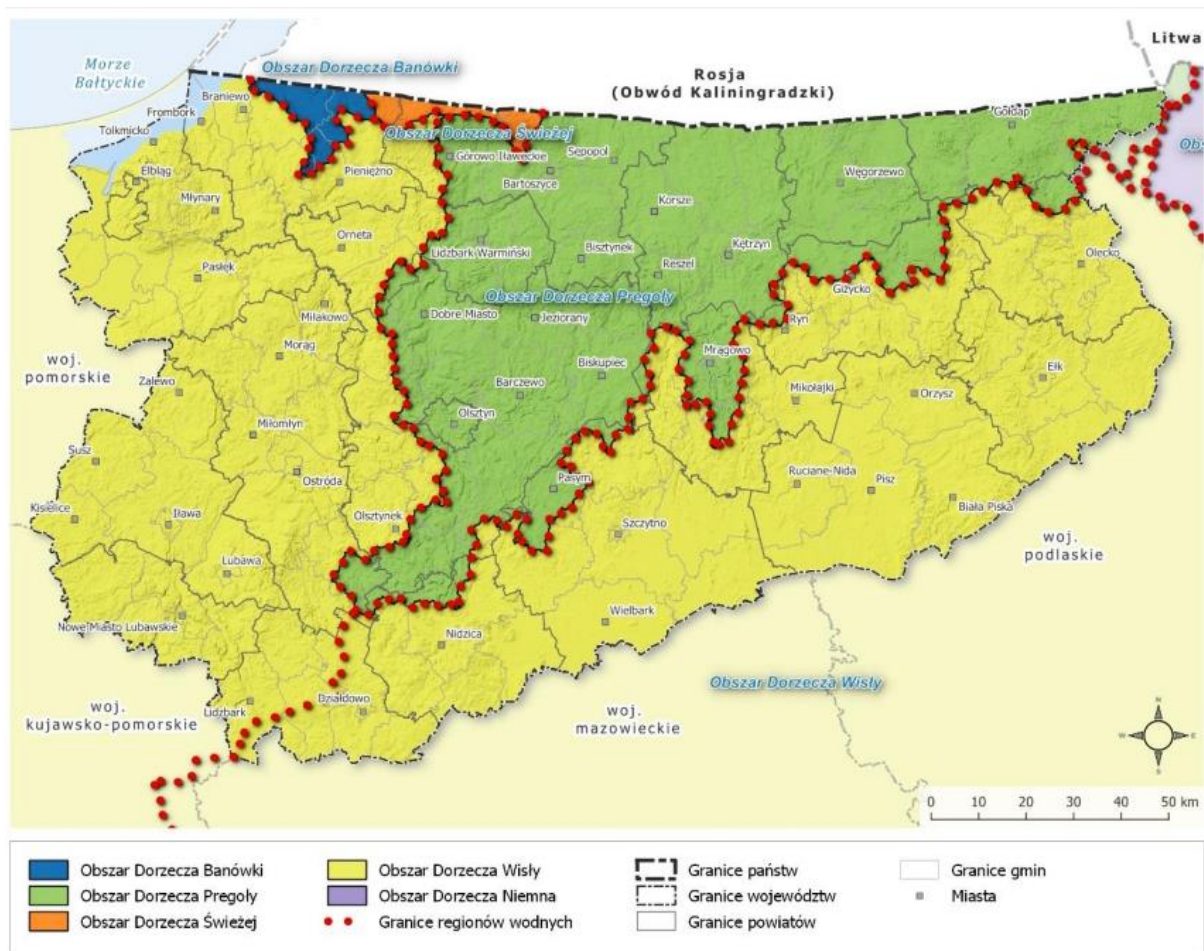 Morze
Bałtyckie
Obszar Dorzecza Banówki
Rosja
(Obwód Kaliningradzki)
Litwa
Braniewo
Frombork
Tolkmicko
Elbląg
Młynary
Pieniężno
Obszar Dorzecza Świeżej
Górowo Iławeckie
Sępopol
Bartoszyce
Gołdap
Węgorzewo
Korsze
Orneta
Lidzbark Warmiński
Bisztynek
Kętrzyn
Reszel
Pasłęk
Olecko
Giżycko
Obszar Dorzecza Pregoły
Miłakowo
Dobre Miasto
Jeziorany
Ryn
Morąg
woj.
pomorskie
Zalewo
Biskupiec
Mrągowo
Barczewo
Mikołajki
Orzysz
Ełk
Miłomłyn
Olsztyn
Susz
Ostróda
Pasym
Ruciane-Nida
Pisz
Biała Piska
Kisielice
Iława
Olsztynek
Szczytno
woj.
podlaskie
Lubawa
Nowe Miasto Lubawskie
Wielbark
Nidzica
Obszar Dorzecza Wisły
Lidzbark
Działdowo
woj.
kujawsko-pomorskie
woj.
mazowieckie
N
W
E
S
0 10 20 30 40 50 km
Obszar Dorzecza Banówki
Obszar Dorzecza Pregoły
Obszar Dorzecza Świeżej
Obszar Dorzecza Wisły
Obszar Dorzecza Niemna
Granice regionów wodnych
Granice państw
Granice województw
Granice powiatów
Granice gmin
Miasta